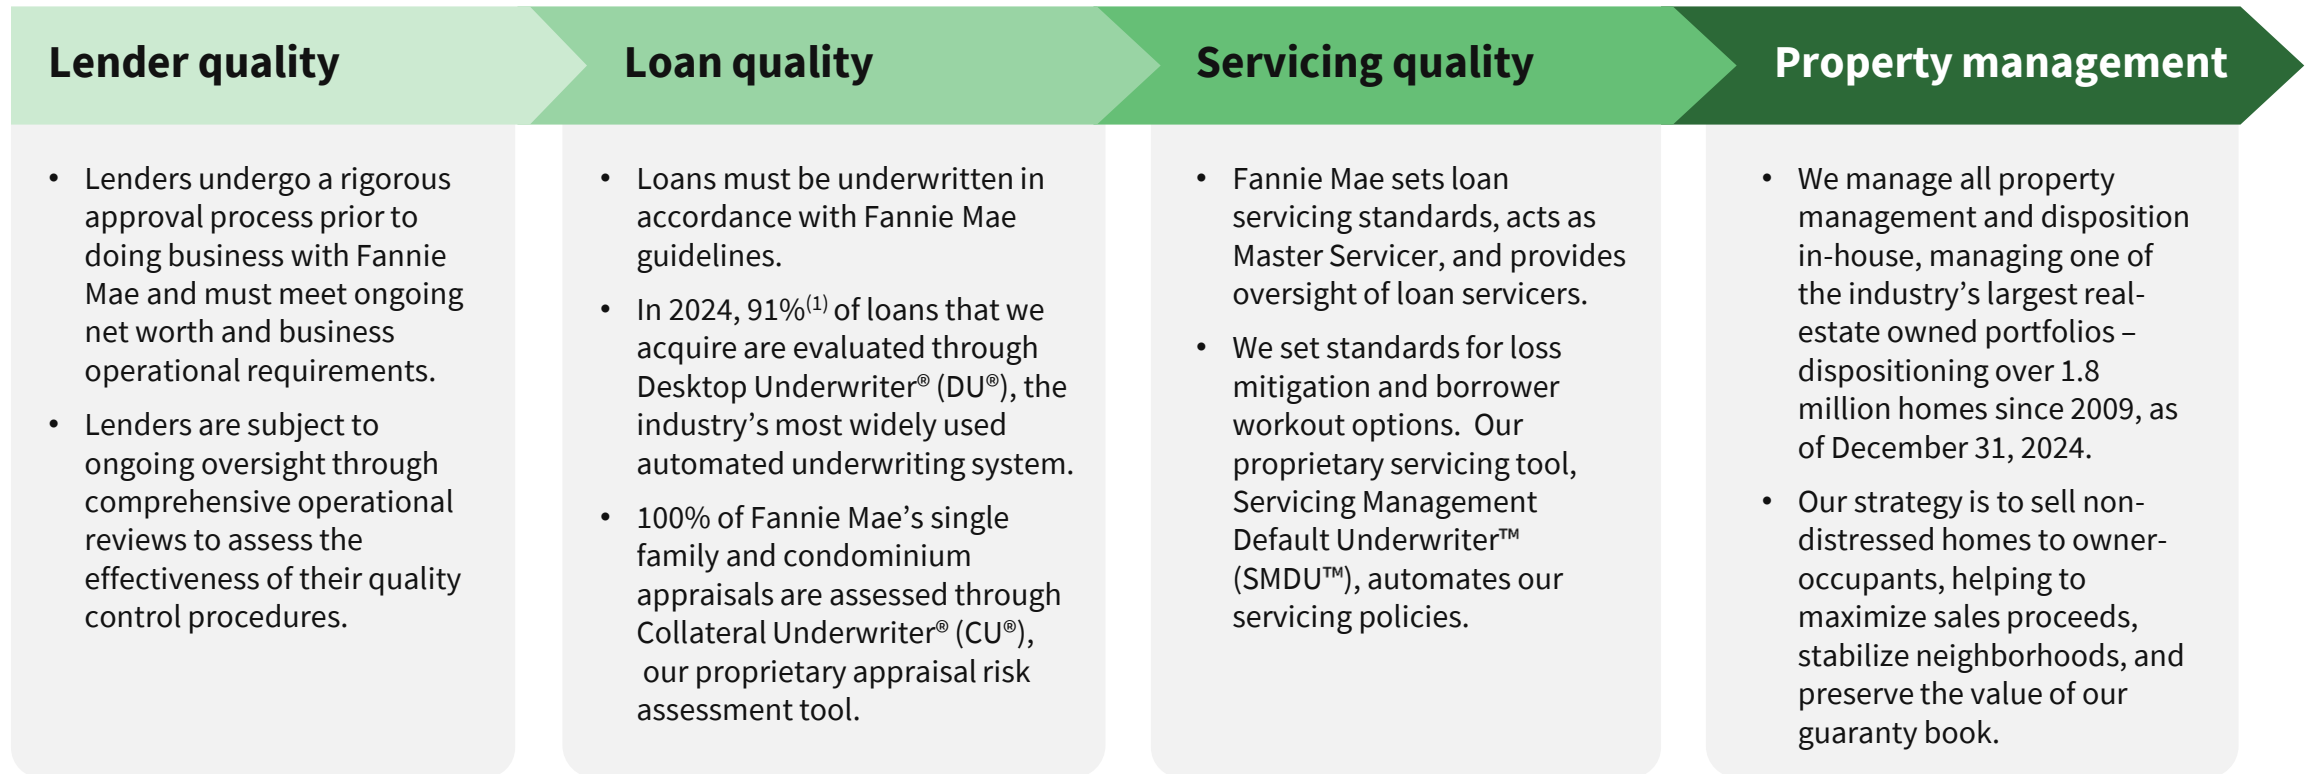 Lender quality
• Lenders undergo a rigorous
approval process prior to
doing business with Fannie
Mae and must meet ongoing
net worth and business
operational requirements.
• Lenders are subject to
ongoing oversight through
comprehensive operational
reviews to assess the
effectiveness of their quality
control procedures.
Loan quality
• Loans must be underwritten in
accordance with Fannie Mae
guidelines.
• In 2024, 91%(1) of loans that we
acquire are evaluated through
Desktop Underwriter® (DU®), the
industry’s most widely used
automated underwriting system.
• 100% of Fannie Mae’s single
family and condominium
appraisals are assessed through
Collateral Underwriter® (CU®),
our proprietary appraisal risk
assessment tool.
Servicing quality
• Fannie Mae sets loan
servicing standards, acts as
Master Servicer, and provides
oversight of loan servicers.
• We set standards for loss
mitigation and borrower
workout options. Our
proprietary servicing tool,
Servicing Management
Default Underwriter™
(SMDU™), automates our
servicing policies.
Property management
• We manage all property
management and disposition
in-house, managing one of
the industry’s largest real-
estate owned portfolios –
dispositioning over 1.8
million homes since 2009, as
of December 31, 2024.
• Our strategy is to sell non-
distressed homes to owner-
occupants, helping to
maximize sales proceeds,
stabilize neighborhoods, and
preserve the value of our
guaranty book.